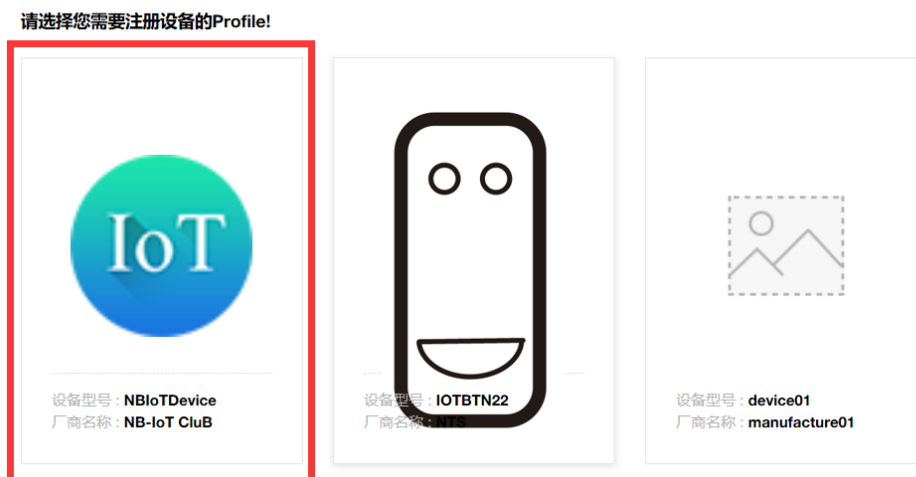 请选择您需要注册设备的Profile!
IoT
设备型号 : NBIoTDevice
厂商名称 : NB-IoT CluB
设备型号 : IOTBTN22
厂商名称 : NTS
设备型号 : device01
厂商名称 : manufacture01